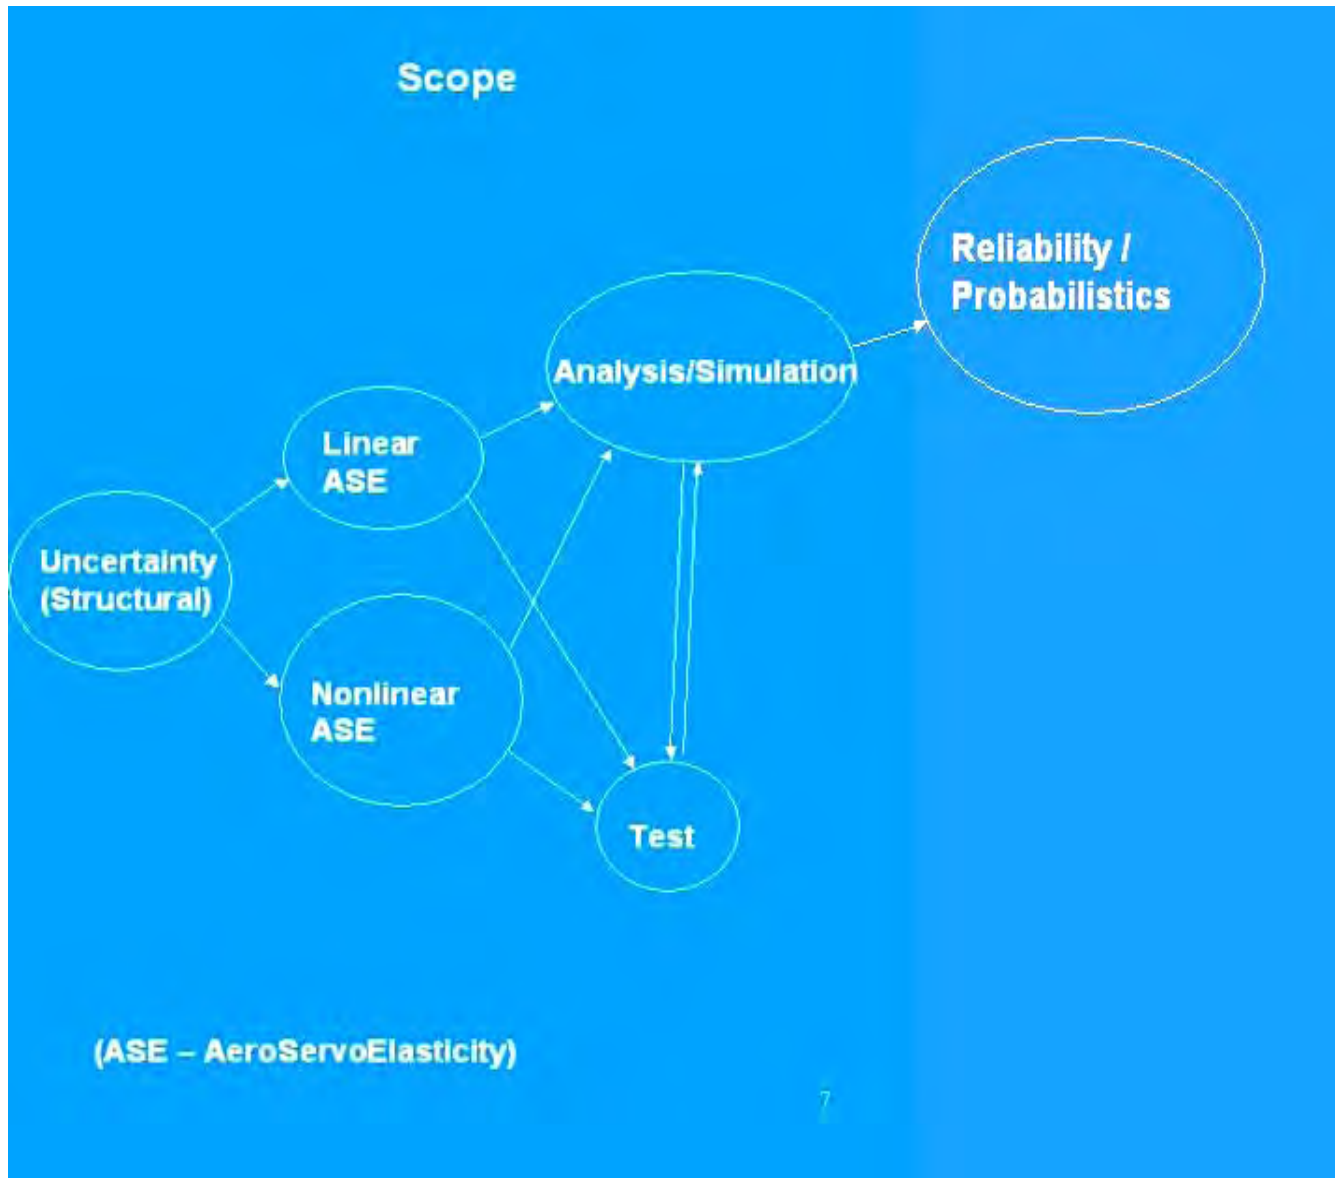 Scope
Reliability /
Probabilistics
Analysis/Simulation
Linear
ASE
Uncertainty
(Structural)
Nonlinear
ASE
Test
(ASE – AeroServoElasticity)
7